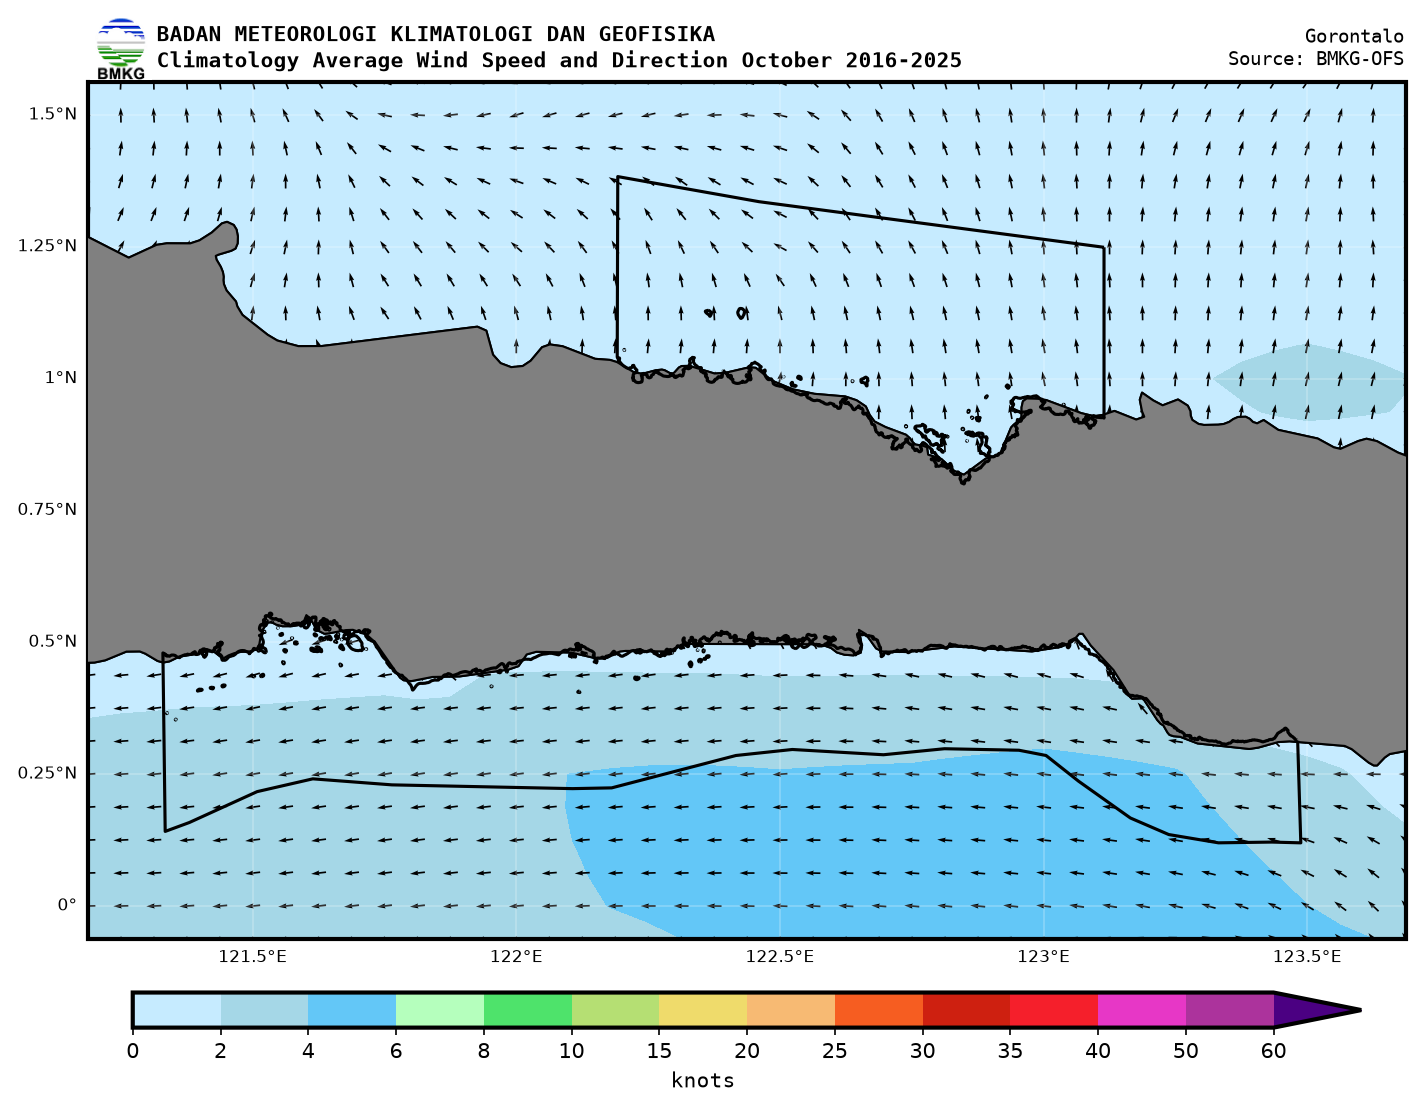 BMKG
BADAN METEOROLOGI KLIMATOLOGI DAN GEOFISIKA
Climatology Average Wind Speed and Direction October 2016-2025
Gorontalo
Source: BMKG-OFS
1.5°N
1.25°N
1°N
0.75°N
0.5°N
0.25°N
0°
121.5°E 122°E 122.5°E 123°E 123.5°E
0 2 4 6 8 10 15 20 25 30 35 40 50 60
knots